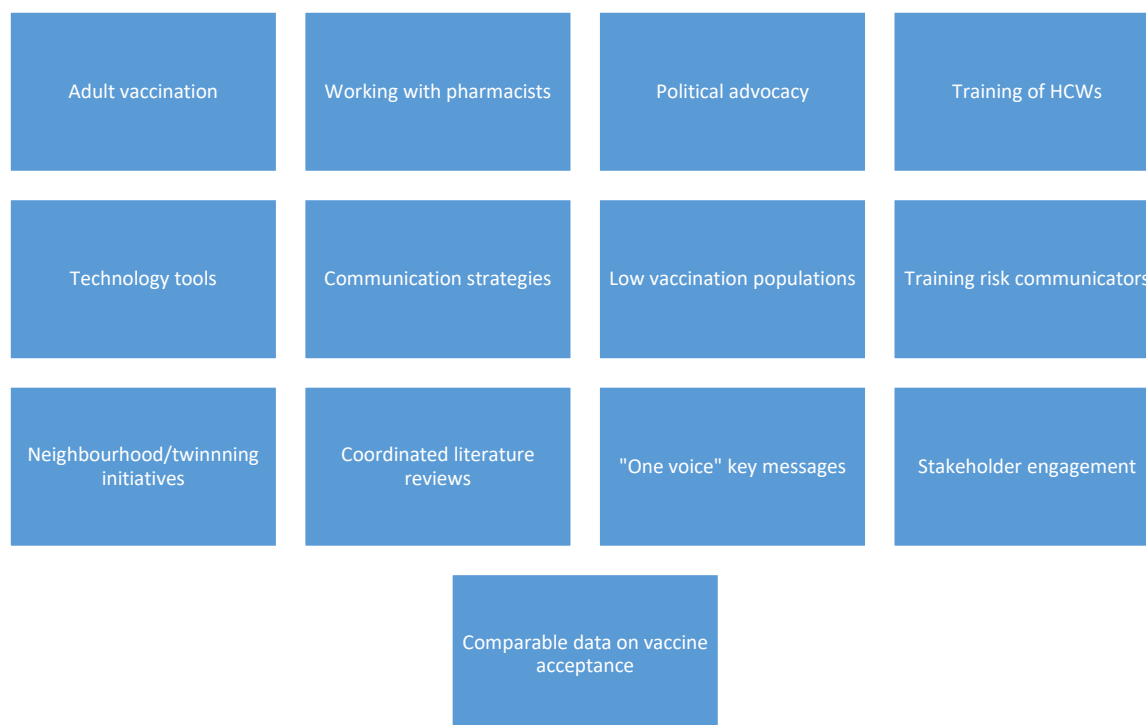 Adult vaccination
Working with pharmacists
Political advocacy
Training of HCWs
Technology tools
Communication strategies
Low vaccination populations
Training risk communicators
Neighbourhood/twinnning
initiatives
Coordinated literature
reviews
"One voice" key messages
Stakeholder engagement
Comparable data on vaccine
acceptance